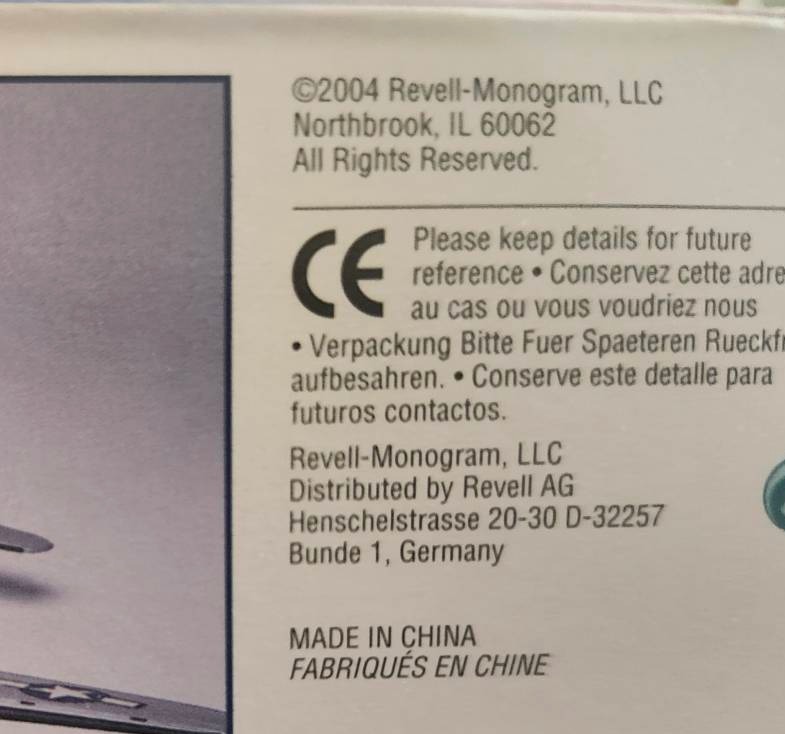 ©2004 Revell-Monogram, LLC
Northbrook, IL 60062
All Rights Reserved.
CE Please keep details for future
reference • Conservez cette adre
au cas ou vous voudriez nous
• Verpackung Bitte Fuer Spaeteren Rueckfr
aufbesahren. • Conserve este detalle para
futuros contactos.
Revell-Monogram, LLC
Distributed by Revell AG
Henschelstrasse 20-30 D-32257
Bunde 1, Germany
MADE IN CHINA
FABRIQUÉS EN CHINE